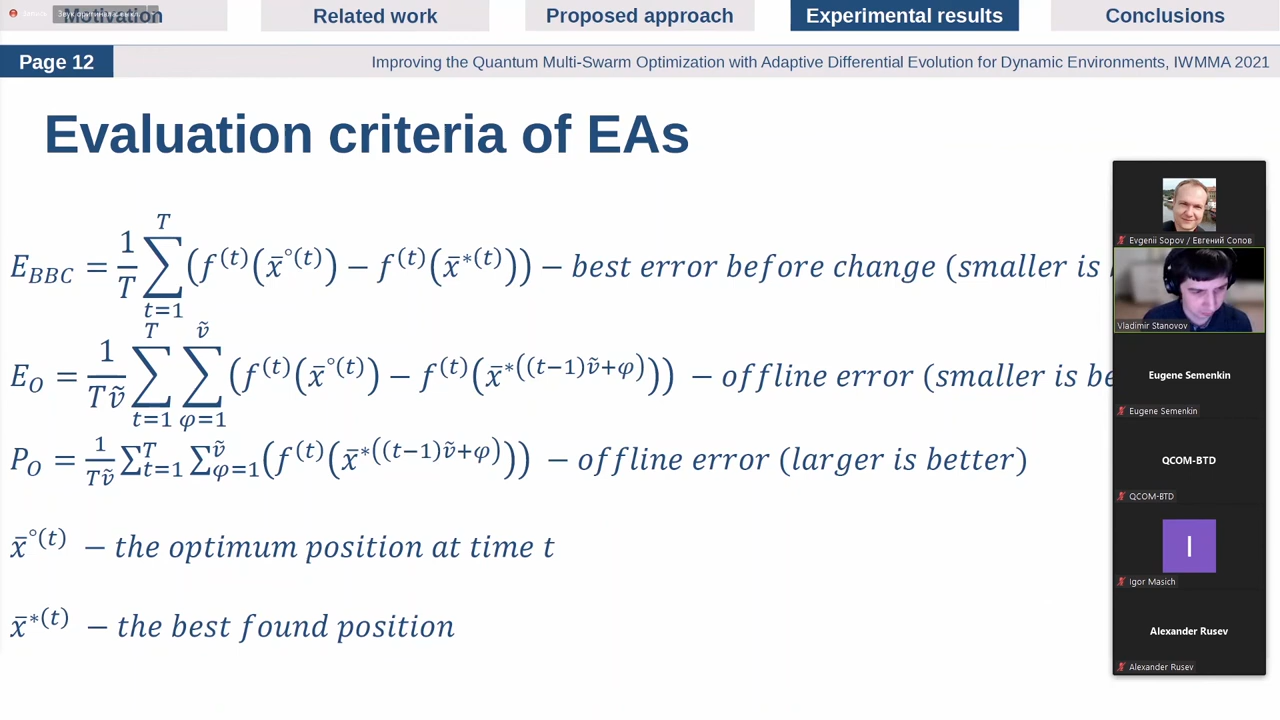 Motivation
Related work
Proposed approach
Experimental results
Conclusions
Page 12
Improving the Quantum Multi-Swarm Optimization with Adaptive Differential Evolution for Dynamic Environments, IWMMA 2021
Evaluation criteria of EAs
E_BBC = 1/T ∑_{t=1}^{T} (f^(t)(x̄^{°(t)}) − f^(t)(x̄^{*(t)})) − best error before change (smaller is
E_O = 1/(Tṽ) ∑_{t=1}^{T} ∑_{φ=1}^{ṽ} (f^(t)(x̄^{°(t)}) − f^(t)(x̄^{*((t−1)ṽ+φ)})) − offline error (smaller is be
P_O = 1/(Tṽ) ∑_{t=1}^{T} ∑_{φ=1}^{ṽ} (f^(t)(x̄^{*((t−1)ṽ+φ)})) − offline error (larger is better)
x̄^{°(t)} − the optimum position at time t
x̄^{*(t)} − the best found position
Evgenii Sopov / Евгений Сопов
Vladimir Stanovov
Eugene Semenkin
Eugene Semenkin
QCOM-BTD
QCOM-BTD
I
Igor Masich
Alexander Rusev
Alexander Rusev